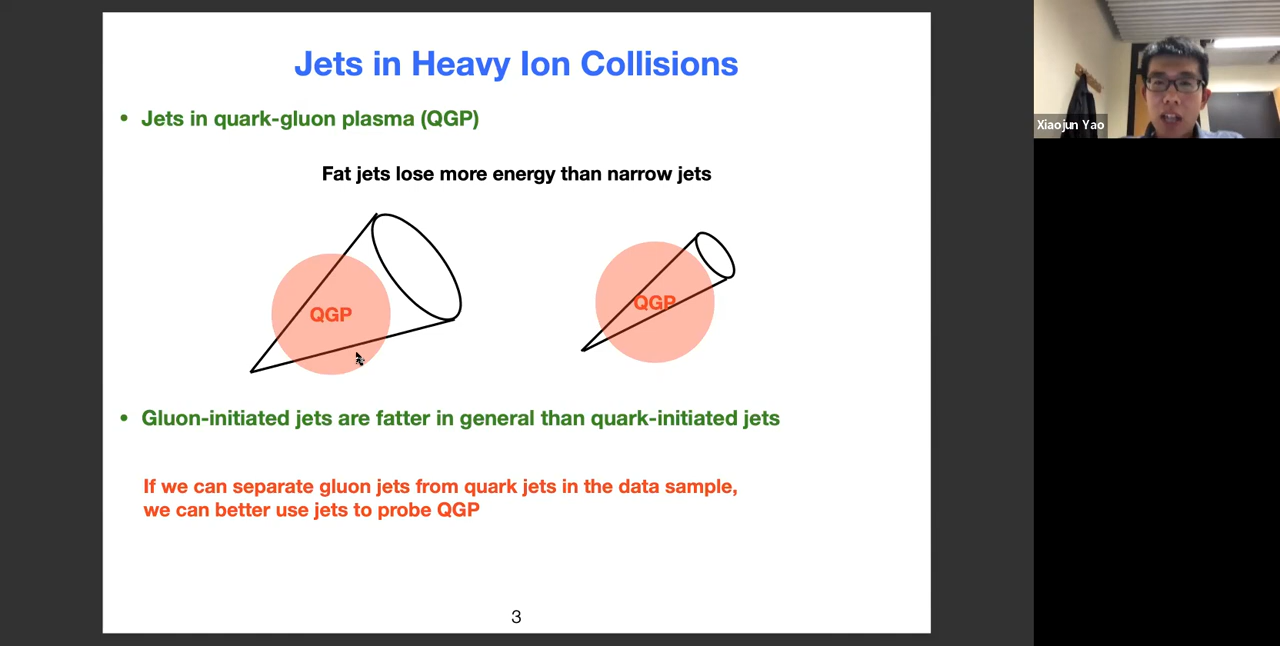 Jets in Heavy Ion Collisions
• Jets in quark-gluon plasma (QGP)
Fat jets lose more energy than narrow jets
QGP
QGP
• Gluon-initiated jets are fatter in general than quark-initiated jets
If we can separate gluon jets from quark jets in the data sample,
we can better use jets to probe QGP
3
Xiaojun Yao